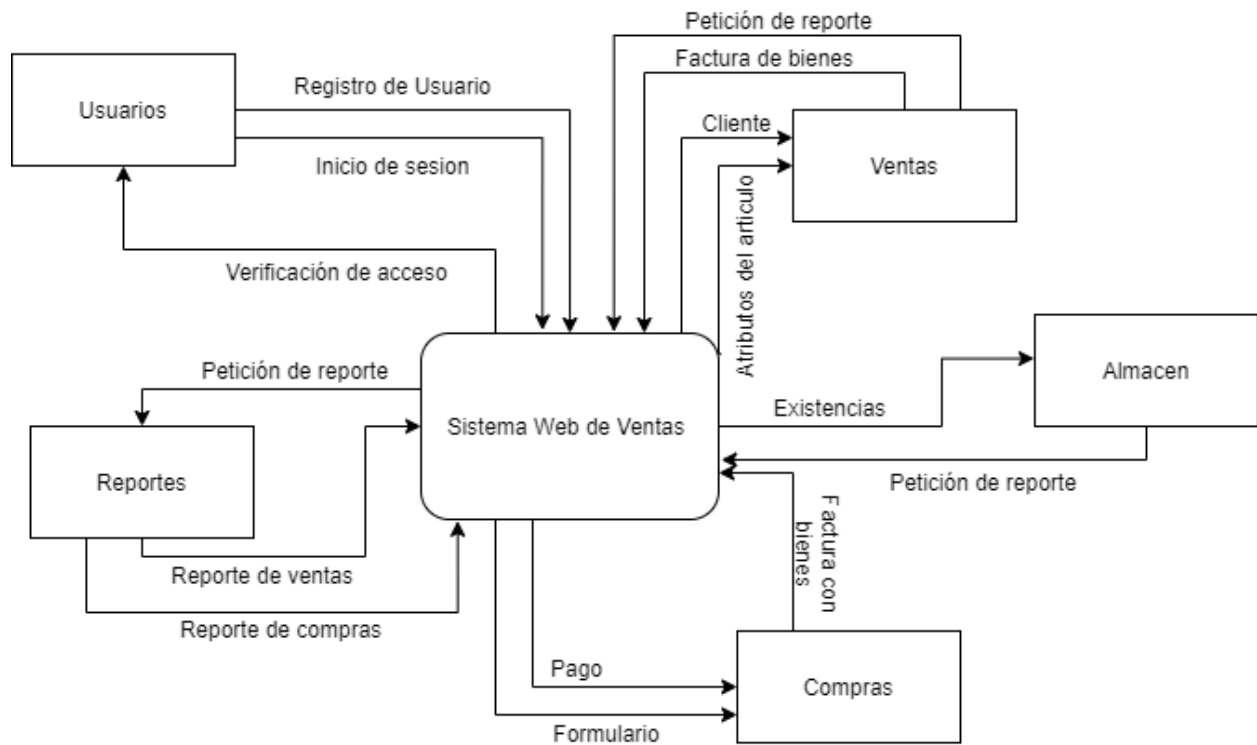 Petición de reporte
Factura de bienes
Usuarios
Registro de Usuario
Inicio de sesion
Cliente
Ventas
Atributos del articulo
Verificación de acceso
Petición de reporte
Sistema Web de Ventas
Existencias
Almacen
Reportes
Petición de reporte
Factura con
bienes
Reporte de ventas
Reporte de compras
Pago
Compras
Formulario